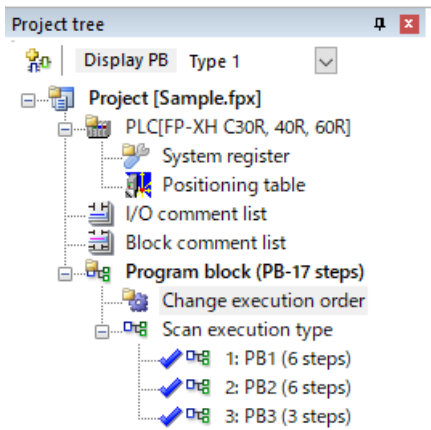 Project tree
Display PB Type 1
Project [Sample.fpx]
PLC[FP-XH C30R, 40R, 60R]
System register
Positioning table
I/O comment list
Block comment list
Program block (PB-17 steps)
Change execution order
Scan execution type
1: PB1 (6 steps)
2: PB2 (6 steps)
3: PB3 (3 steps)